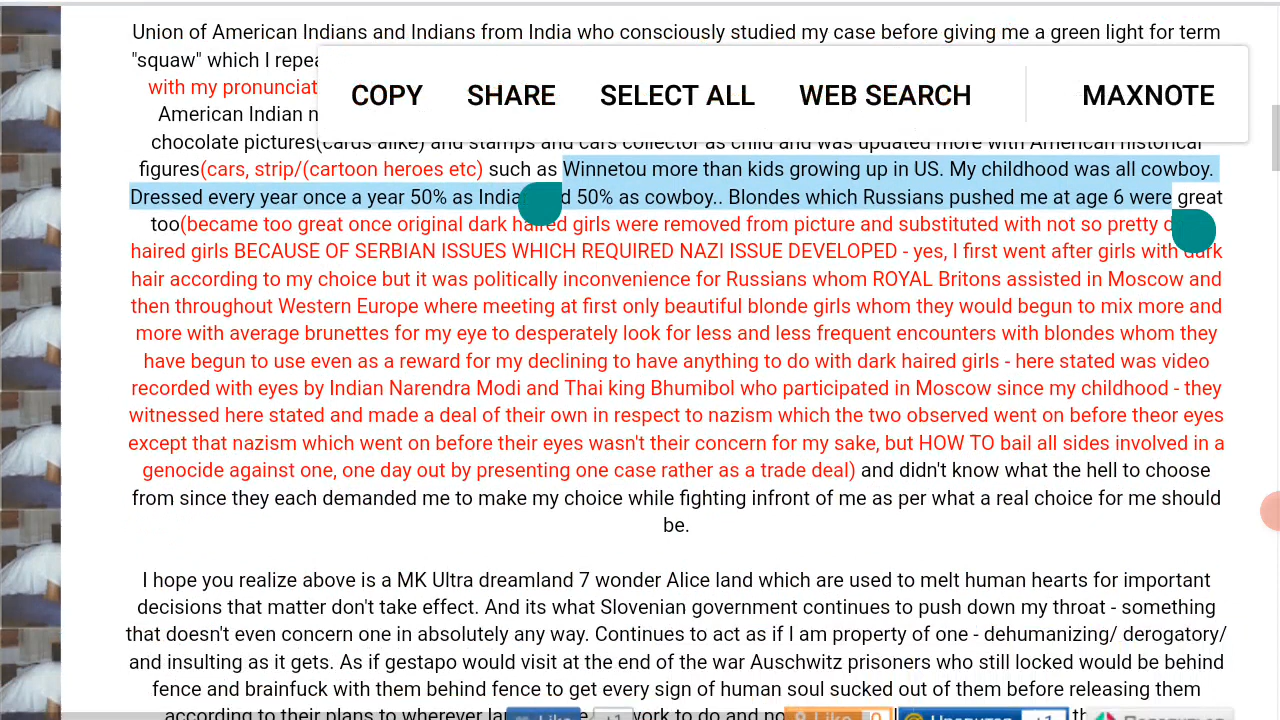 Union of American Indians and Indians from India who consciously studied my case before giving me a green light for term
"squaw" which I repea
COPY SHARE SELECT ALL WEB SEARCH MAXNOTE
with my pronunciat
American Indian n
chocolate pictures(cards alike) and stamps and cars collector as child and was updated more with American historical
figures(cars, strip/(cartoon heroes etc) such as Winnetou more than kids growing up in US. My childhood was all cowboy.
Dressed every year once a year 50% as India d 50% as cowboy.. Blondes which Russians pushed me at age 6 were great
too(became too great once original dark haired girls were removed from picture and substituted with not so pretty
haired girls BECAUSE OF SERBIAN ISSUES WHICH REQUIRED NAZI ISSUE DEVELOPED - yes, I first went after girls with dark
hair according to my choice but it was politically inconvenience for Russians whom ROYAL Britons assisted in Moscow and
then throughout Western Europe where meeting at first only beautiful blonde girls whom they would begun to mix more and
more with average brunettes for my eye to desperately look for less and less frequent encounters with blondes whom they
have begun to use even as a reward for my declining to have anything to do with dark haired girls - here stated was video
recorded with eyes by Indian Narendra Modi and Thai king Bhumibol who participated in Moscow since my childhood - they
witnessed here stated and made a deal of their own in respect to nazism which the two observed went on before theor eyes
except that nazism which went on before their eyes wasn't their concern for my sake, but HOW TO bail all sides involved in a
genocide against one, one day out by presenting one case rather as a trade deal) and didn't know what the hell to choose
from since they each demanded me to make my choice while fighting infront of me as per what a real choice for me should
be.
I hope you realize above is a MK Ultra dreamland 7 wonder Alice land which are used to melt human hearts for important
decisions that matter don't take effect. And its what Slovenian government continues to push down my throat - something
that doesn't even concern one in absolutely any way. Continues to act as if I am property of one - dehumanizing/ derogatory/
and insulting as it gets. As if gestapo would visit at the end of the war Auschwitz prisoners who still locked would be behind
fence and brainfuck with them behind fence to get every sign of human soul sucked out of them before releasing them
according to their plans to wherever work to do and